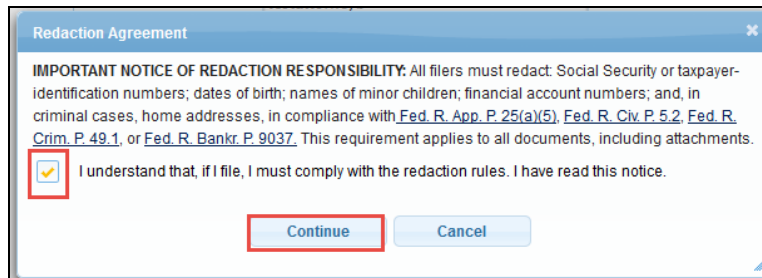 Redaction Agreement
IMPORTANT NOTICE OF REDACTION RESPONSIBILITY: All filers must redact: Social Security or taxpayer-
identification numbers; dates of birth; names of minor children; financial account numbers; and, in
criminal cases, home addresses, in compliance with Fed. R. App. P. 25(a)(5), Fed. R. Civ. P. 5.2, Fed. R.
Crim. P. 49.1, or Fed. R. Bankr. P. 9037. This requirement applies to all documents, including attachments.
I understand that, if I file, I must comply with the redaction rules. I have read this notice.
Continue Cancel